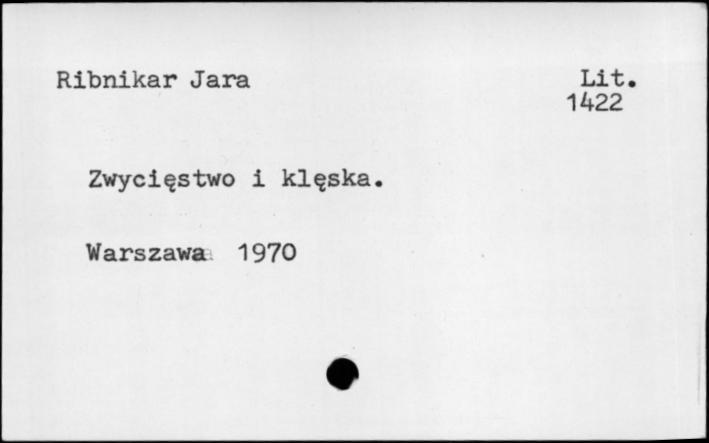 Ribnikar Jara
Lit.
1422
Zwycięstwo i klęska.
Warszawa 1970